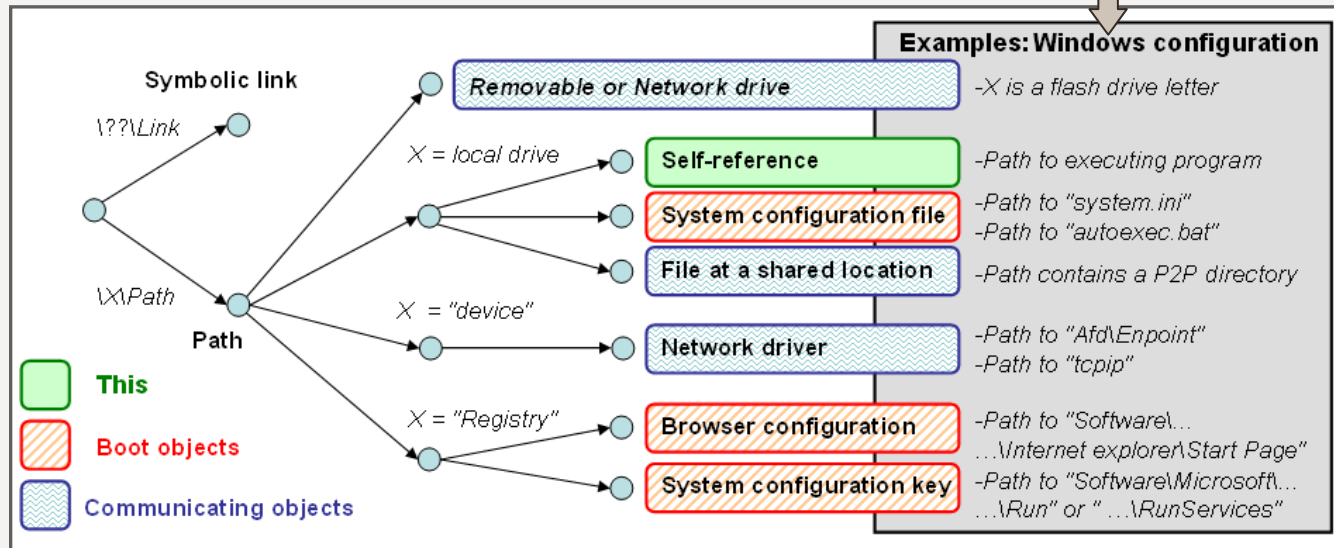 Examples: Windows configuration
Symbolic link
\??\Link
\X\Path
Path
Removable or Network drive
-X is a flash drive letter
X = local drive
Self-reference
-Path to executing program
System configuration file
-Path to "system.ini"
-Path to "autoexec.bat"
File at a shared location
-Path contains a P2P directory
X = "device"
Network driver
-Path to "Afd\Enpoint"
-Path to "tcpip"
X = "Registry"
Browser configuration
-Path to "Software\...
...\Internet explorer\Start Page"
System configuration key
-Path to "Software\Microsoft\...
...\Run" or " ...\RunServices"
This
Boot objects
Communicating objects